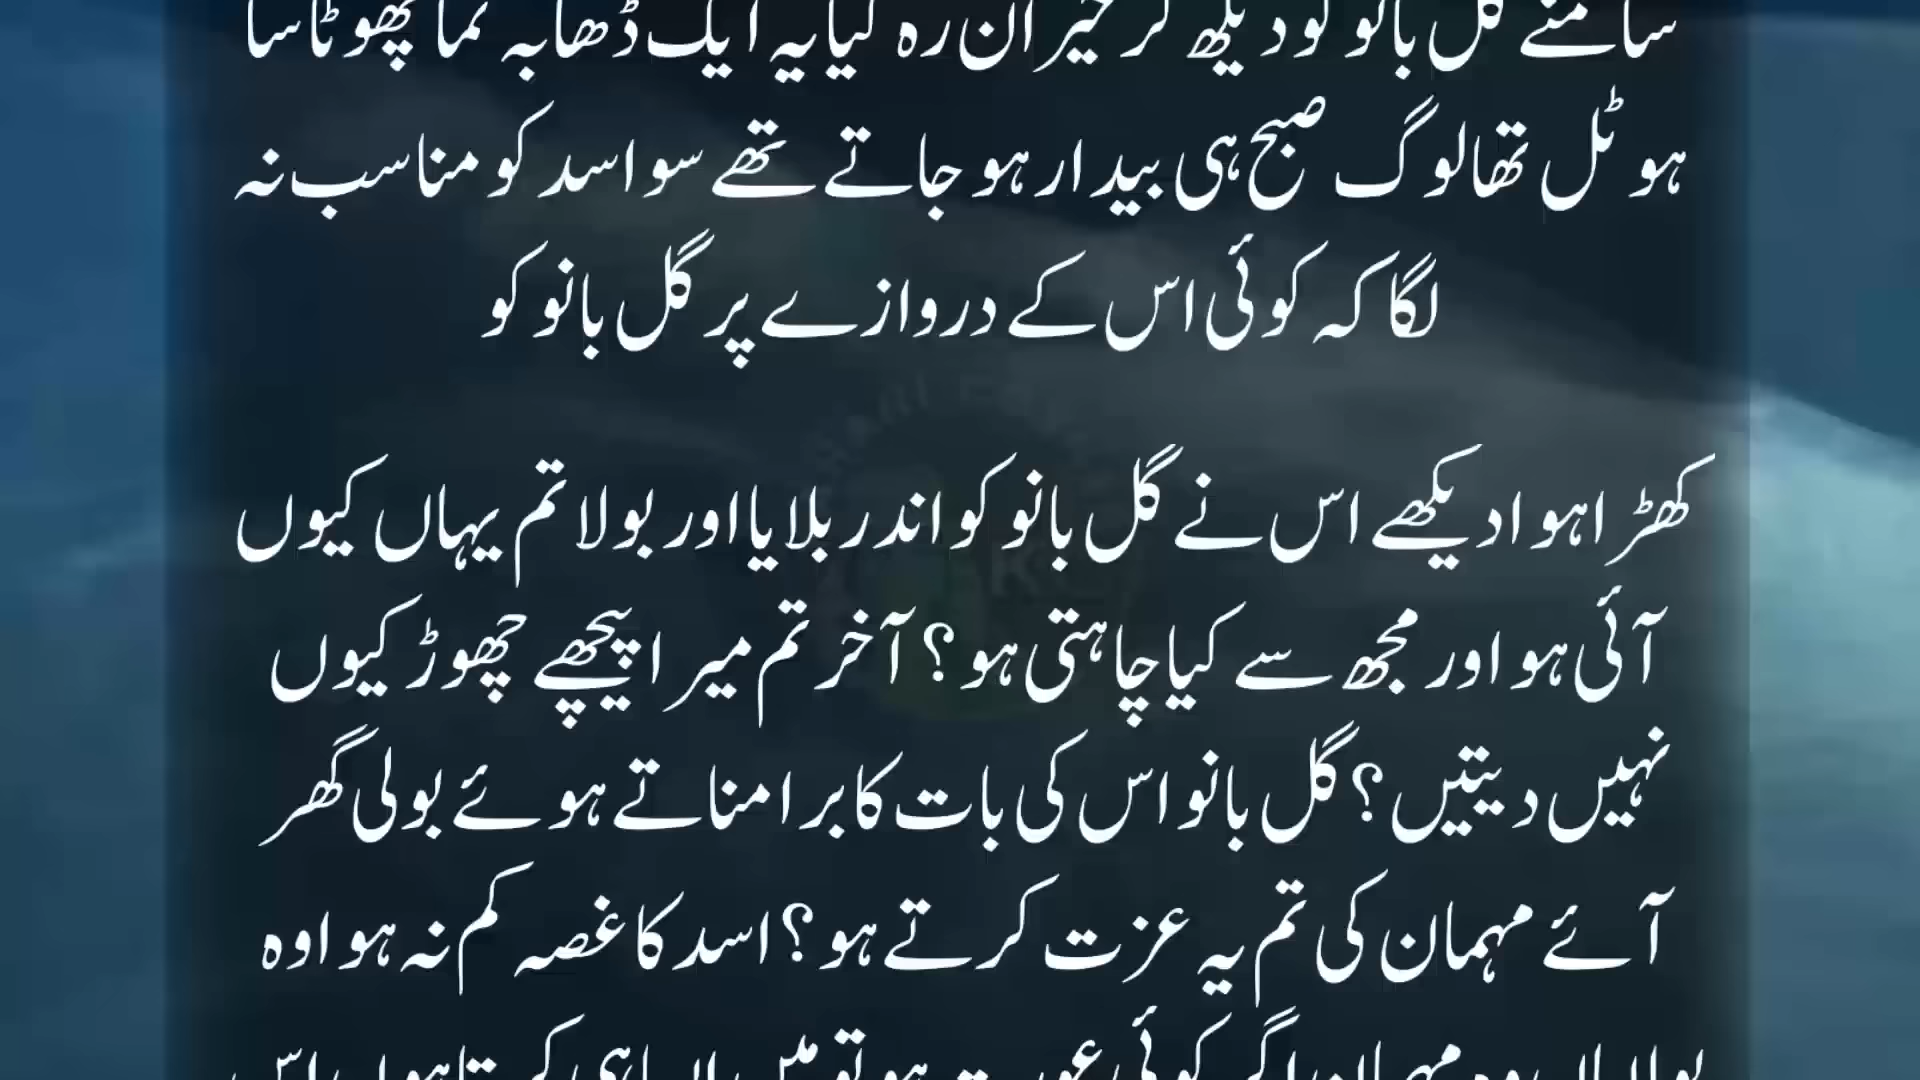 سامنے گل بانو کو دیکھ کر حیران رہ گیا یہ ایک ڈھابہ نما چھوٹا سا
ہوٹل تھا لوگ صبح ہی بیدار ہو جاتے تھے سو اسد کو مناسب نہ
لگا کہ کوئی اس کے دروازے پر گل بانو کو
کھڑا ہوا دیکھے اس نے گل بانو کو اندر بلایا اور بولا تم یہاں کیوں
آئی ہو اور مجھ سے کیا چاہتی ہو؟ آخر تم میرا پیچھے چھوڑ کیوں
نہیں دیتیں؟ گل بانو اس کی بات کا برا مناتے ہوئے بولی گھر
آئے مہمان کی تم یہ عزت کرتے ہو؟ اسد کا غصہ کم نہ ہوا وہ